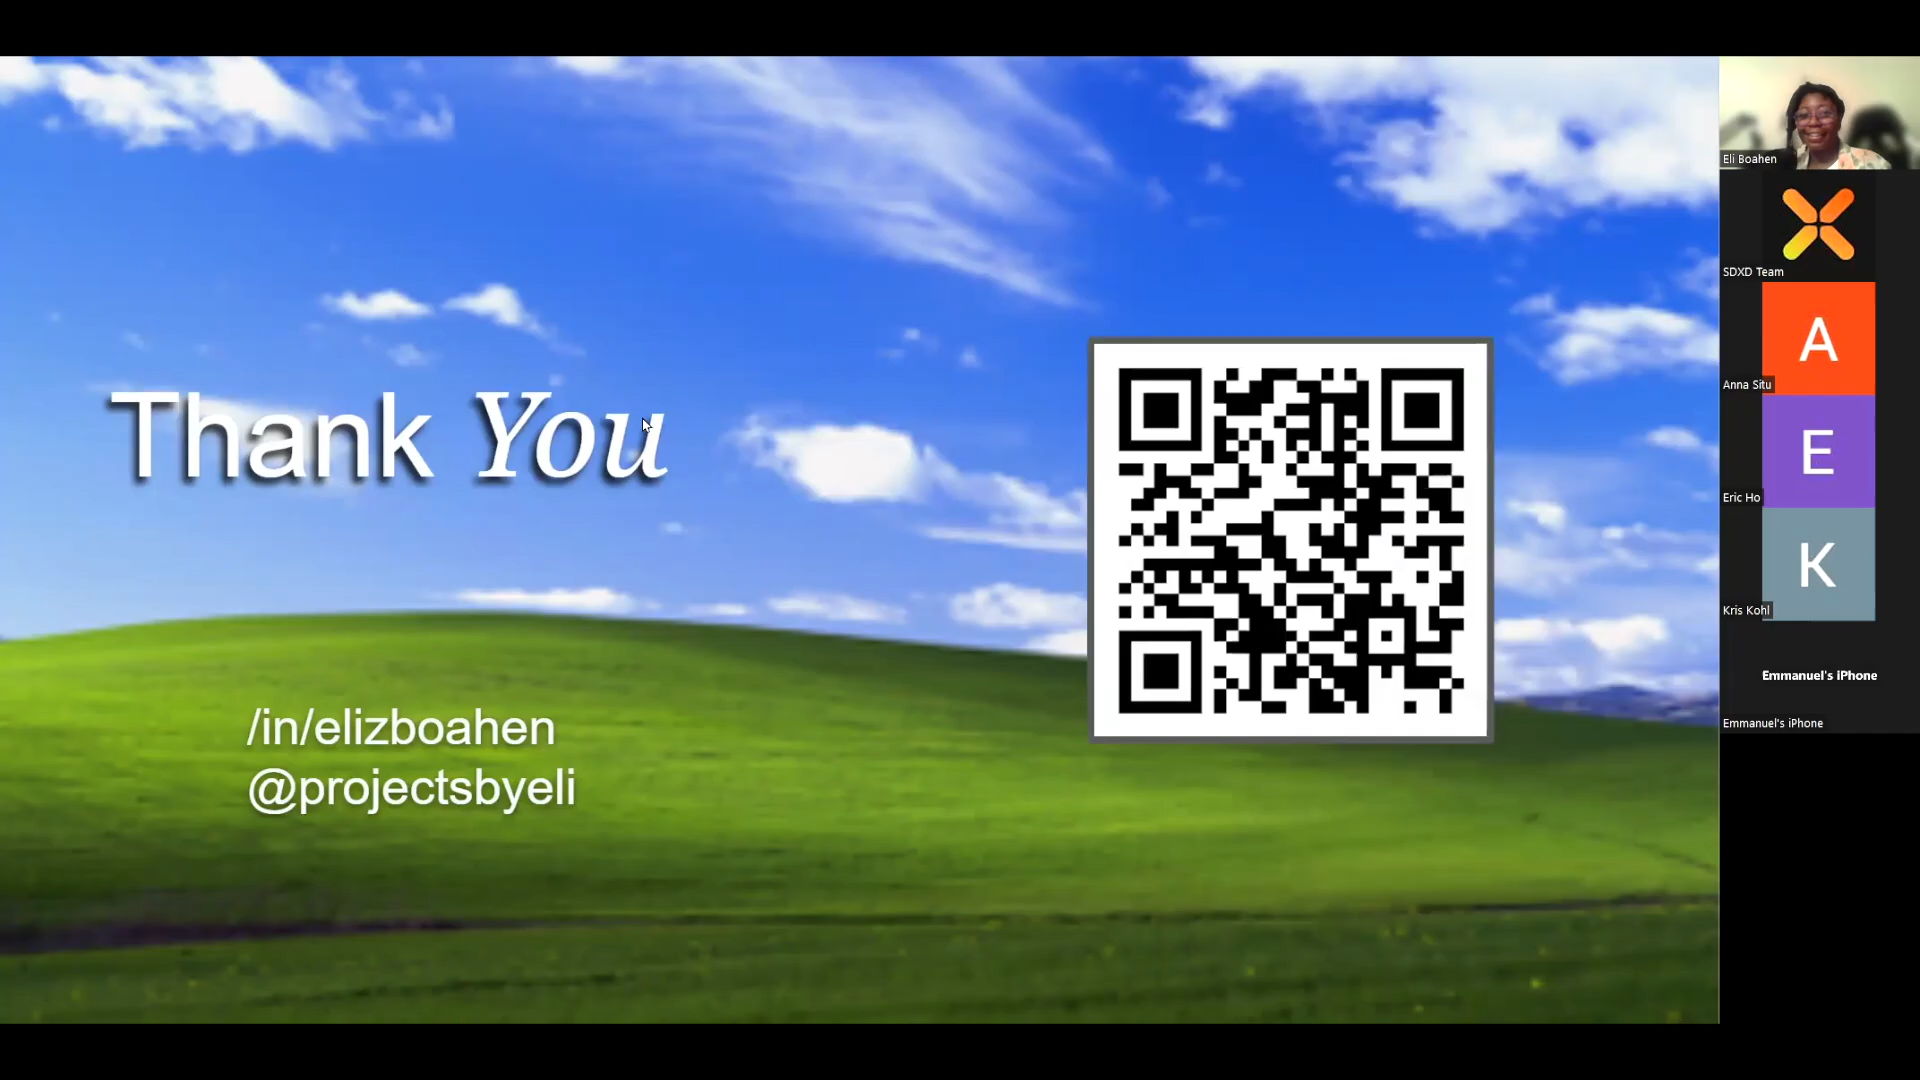 Thank You
/in/elizboahen
@projectsbyeli
Eli Boahen
SDXD Team
A
Anna Situ
E
Eric Ho
K
Kris Kohl
Emmanuel's iPhone
Emmanuel's iPhone